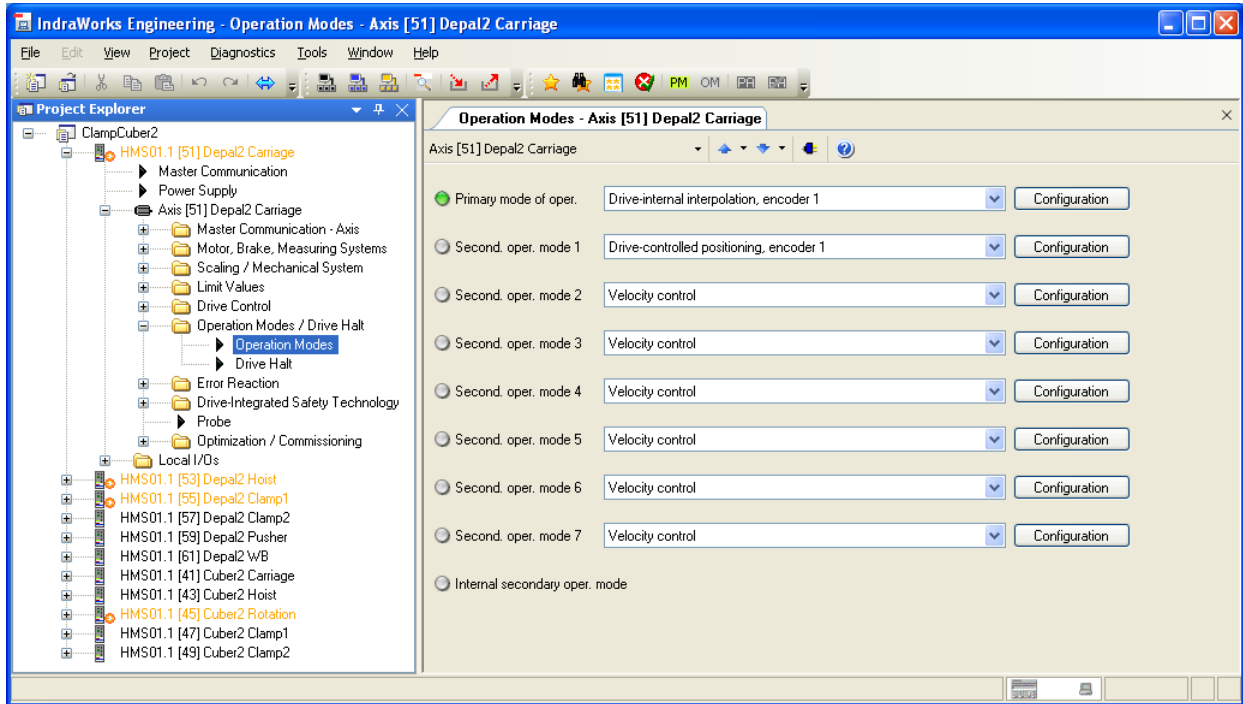 IndraWorks Engineering - Operation Modes - Axis [51] Depal2 Carriage
File Edit View Project Diagnostics Tools Window Help
PM OM
Project Explorer
ClampCuber2
HMS01.1 [51] Depal2 Carriage
Master Communication
Power Supply
Axis [51] Depal2 Carriage
Master Communication - Axis
Motor, Brake, Measuring Systems
Scaling / Mechanical System
Limit Values
Drive Control
Operation Modes / Drive Halt
Operation Modes
Drive Halt
Error Reaction
Drive-Integrated Safety Technology
Probe
Optimization / Commissioning
Local I/Os
HMS01.1 [53] Depal2 Hoist
HMS01.1 [55] Depal2 Clamp1
HMS01.1 [57] Depal2 Clamp2
HMS01.1 [59] Depal2 Pusher
HMS01.1 [61] Depal2 WB
HMS01.1 [41] Cuber2 Carriage
HMS01.1 [43] Cuber2 Hoist
HMS01.1 [45] Cuber2 Rotation
HMS01.1 [47] Cuber2 Clamp1
HMS01.1 [49] Cuber2 Clamp2
Operation Modes - Axis [51] Depal2 Carriage
Axis [51] Depal2 Carriage
Primary mode of oper. Drive-internal interpolation, encoder 1 Configuration
Second. oper. mode 1 Drive-controlled positioning, encoder 1 Configuration
Second. oper. mode 2 Velocity control Configuration
Second. oper. mode 3 Velocity control Configuration
Second. oper. mode 4 Velocity control Configuration
Second. oper. mode 5 Velocity control Configuration
Second. oper. mode 6 Velocity control Configuration
Second. oper. mode 7 Velocity control Configuration
Internal secondary oper. mode